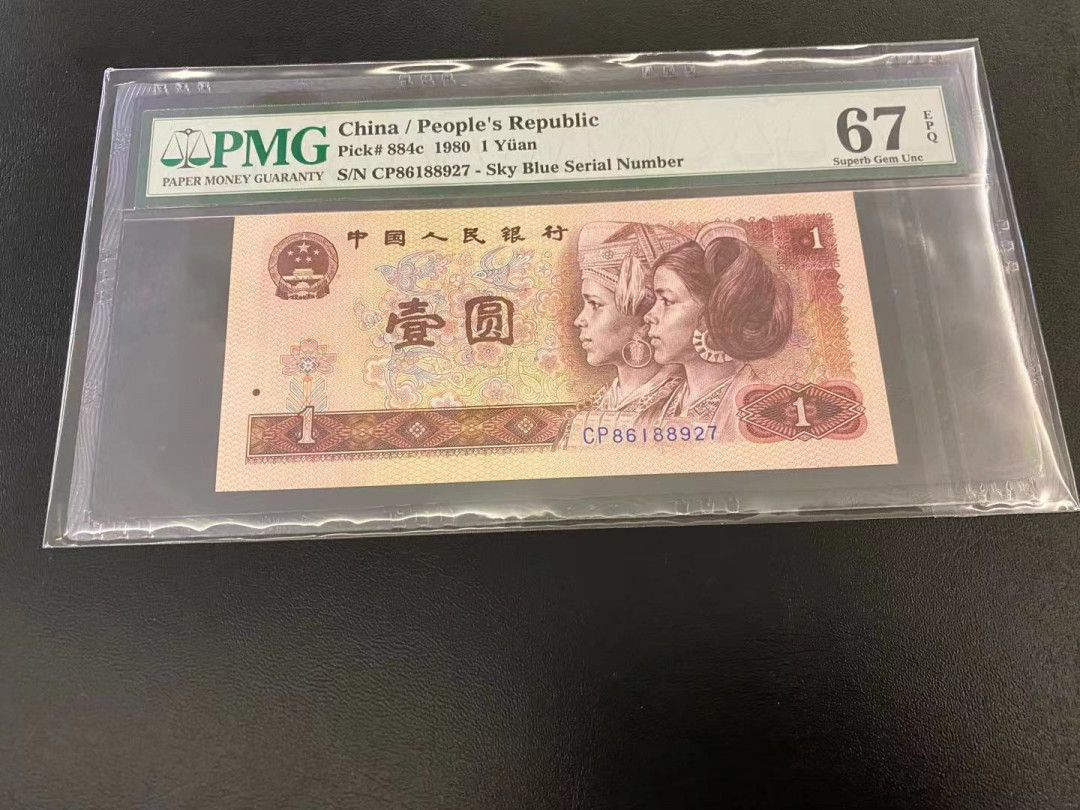 PMG
PAPER MONEY GUARANTY
China / People's Republic
Pick# 884c 1980 1 Yüan
S/N CP86188927 - Sky Blue Serial Number
67
EPQ
Superb Gem Unc
中国人民银行
1
壹圆
1
1
CP86188927